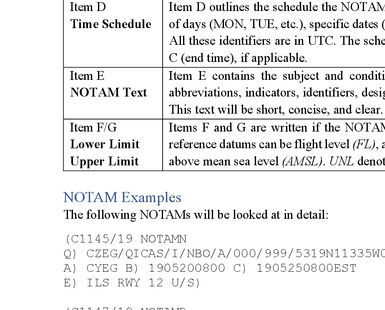 Item D
Time Schedule
Item D outlines the schedule the NOTAM
of days (MON, TUE, etc.), specific dates (
All these identifiers are in UTC. The sche
C (end time), if applicable.
Item E
NOTAM Text
Item E contains the subject and conditi
abbreviations, indicators, identifiers, desig
This text will be short, concise, and clear.
Item F/G
Lower Limit
Upper Limit
Items F and G are written if the NOTAM
reference datums can be flight level (FL), a
above mean sea level (AMSL). UNL denot
NOTAM Examples
The following NOTAMs will be looked at in detail:
(C1145/19 NOTAMN
Q) CZEG/QICAS/I/NBO/A/000/999/5319N11335W0
A) CYEG B) 1905200800 C) 1905250800EST
E) ILS RWY 12 U/S)